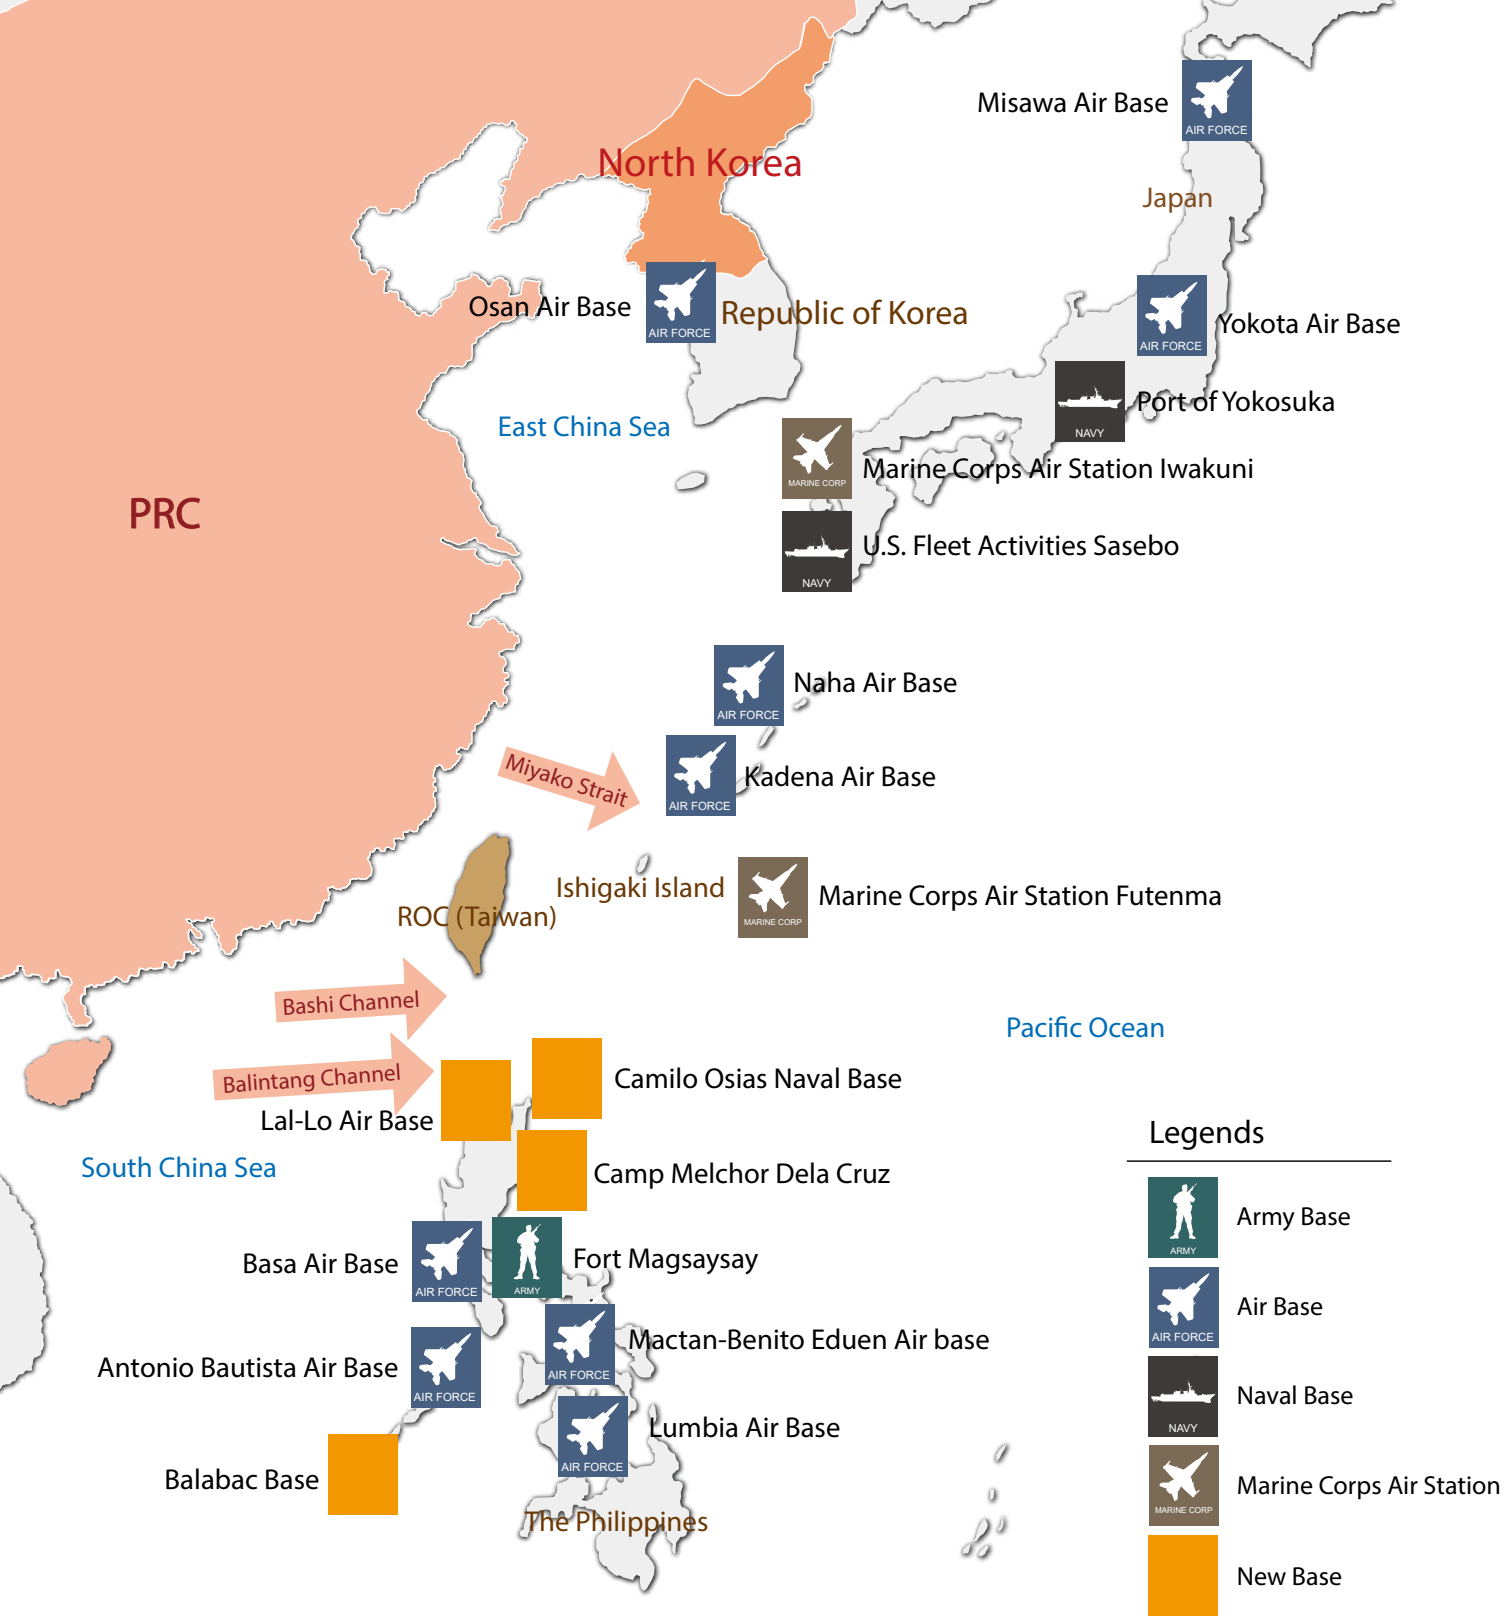 Misawa Air Base
AIR FORCE
North Korea
Japan
Osan Air Base
AIR FORCE
Republic of Korea
AIR FORCE
Yokota Air Base
East China Sea
NAVY
Port of Yokosuka
MARINE CORP
Marine Corps Air Station Iwakuni
PRC
NAVY
U.S. Fleet Activities Sasebo
AIR FORCE
Naha Air Base
Miyako Strait
AIR FORCE
Kadena Air Base
Ishigaki Island
MARINE CORP
Marine Corps Air Station Futenma
ROC (Taiwan)
Bashi Channel
Pacific Ocean
Balintang Channel
Camilo Osias Naval Base
Lal-Lo Air Base
South China Sea
Camp Melchor Dela Cruz
Basa Air Base
AIR FORCE
ARMY
Fort Magsaysay
Mactan-Benito Eduen Air base
AIR FORCE
Antonio Bautista Air Base
AIR FORCE
Lumbia Air Base
AIR FORCE
Balabac Base
The Philippines
Legends
ARMY
Army Base
AIR FORCE
Air Base
NAVY
Naval Base
MARINE CORP
Marine Corps Air Station
New Base